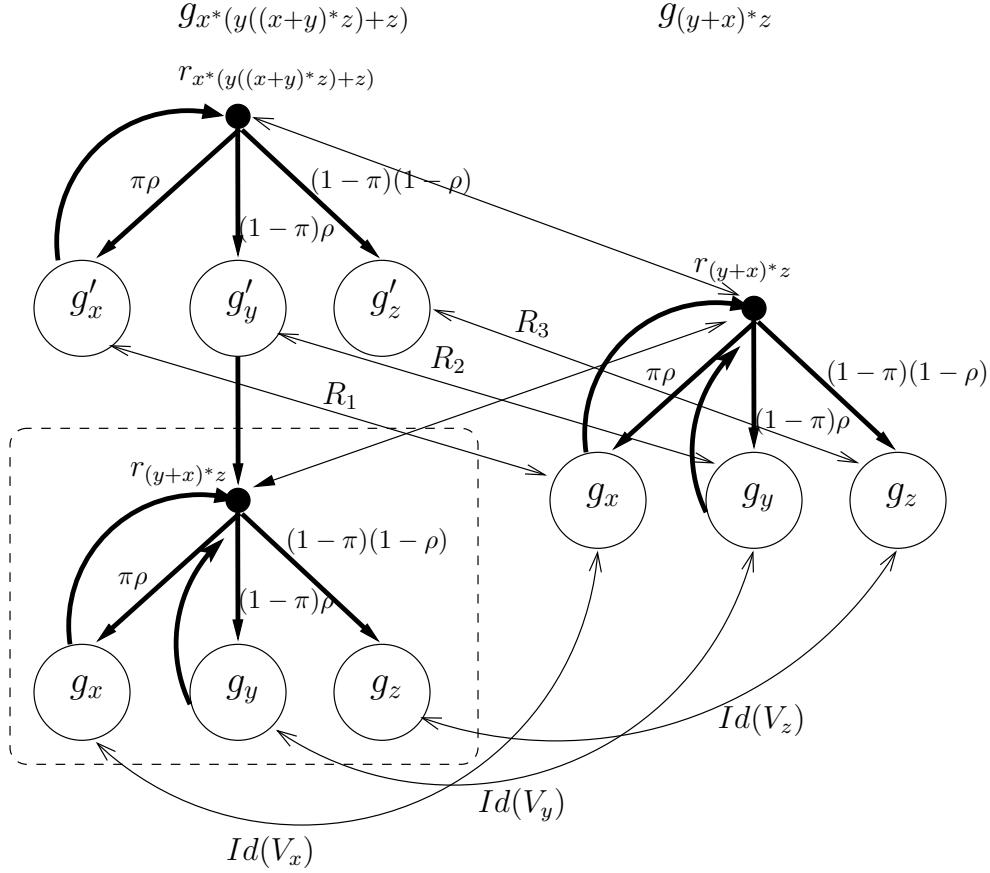 g_{x*(y((x+y)*z)+z)} g_{(y+x)*z}
r_{x*(y((x+y)*z)+z)}
πρ (1−π)(1−ρ)
(1−π)ρ
r_{(y+x)*z}
g′_x g′_y g′_z
R_3
R_2
πρ (1−π)(1−ρ)
R_1
(1−π)ρ
r_{(y+x)*z}
g_x g_y g_z
(1−π)(1−ρ)
πρ
(1−π)ρ
g_x g_y g_z
Id(V_z)
Id(V_y)
Id(V_x)